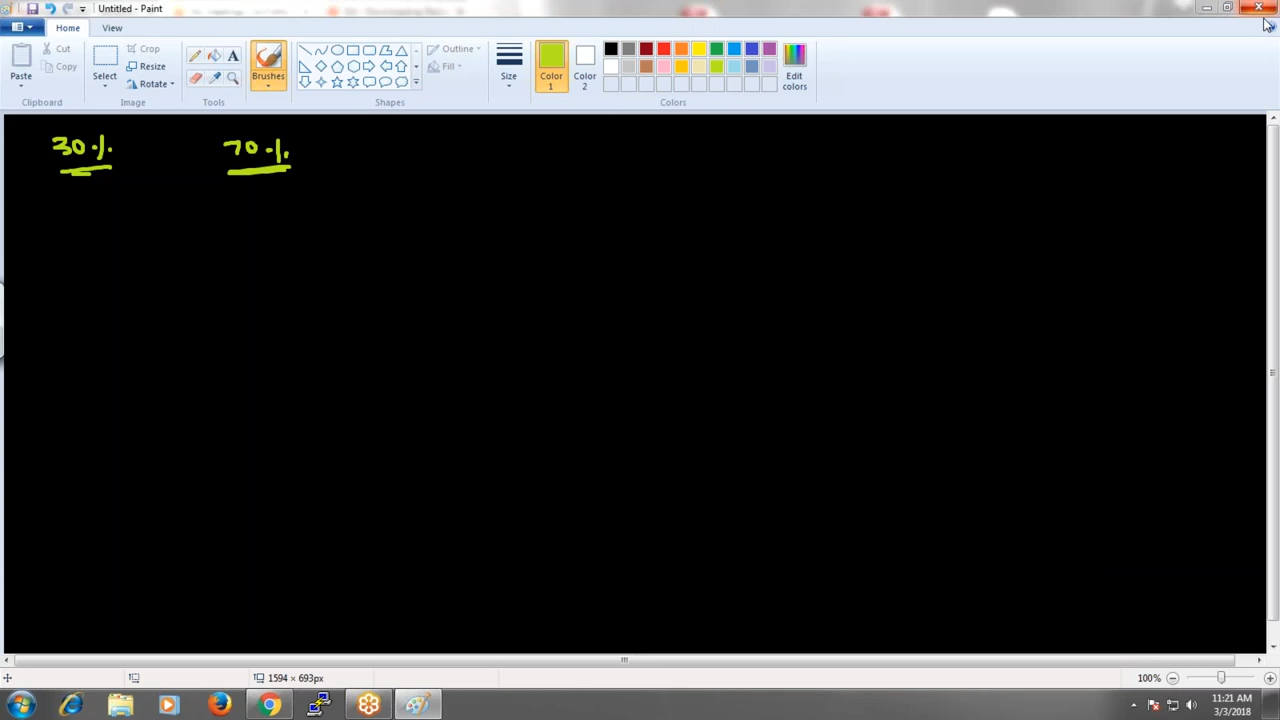 Untitled - Paint
Home View
Cut
Copy
Paste
Clipboard
Crop
Resize
Rotate
Select
Image
Tools
Brushes
Outline
Fill
Shapes
Size
Color 1
Color 2
Edit colors
Colors
30 %
70 %
1594 × 693px
100%
11:21 AM
3/3/2018